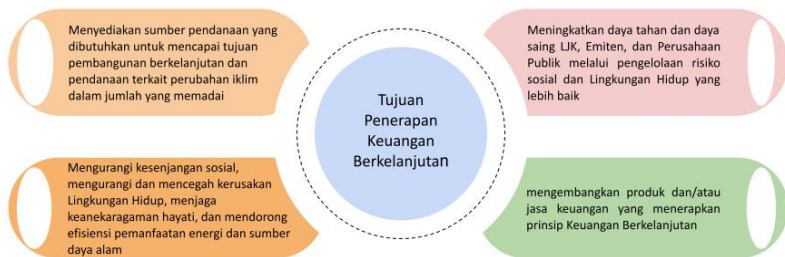 Menyediakan sumber pendanaan yang
dibutuhkan untuk mencapai tujuan
pembangunan berkelanjutan dan
pendanaan terkait perubahan iklim
dalam jumlah yang memadai
Meningkatkan daya tahan dan daya
saing LJK, Emiten, dan Perusahaan
Publik melalui pengelolaan risiko
sosial dan Lingkungan Hidup yang
lebih baik
Tujuan
Penerapan
Keuangan
Berkelanjutan
Mengurangi kesenjangan sosial,
mengurangi dan mencegah kerusakan
Lingkungan Hidup, menjaga
keanekaragaman hayati, dan mendorong
efisiensi pemanfaatan energi dan sumber
daya alam
mengembangkan produk dan/atau
jasa keuangan yang menerapkan
prinsip Keuangan Berkelanjutan